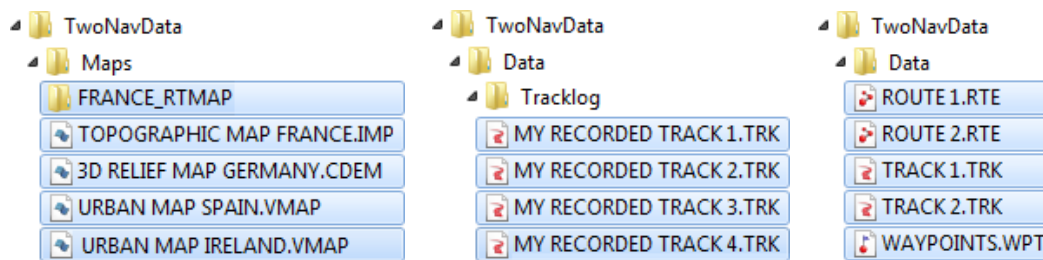 TwoNavData
Maps
FRANCE_RTMAP
TOPOGRAPHIC MAP FRANCE.IMP
3D RELIEF MAP GERMANY.CDEM
URBAN MAP SPAIN.VMAP
URBAN MAP IRELAND.VMAP
TwoNavData
Data
Tracklog
MY RECORDED TRACK 1.TRK
MY RECORDED TRACK 2.TRK
MY RECORDED TRACK 3.TRK
MY RECORDED TRACK 4.TRK
TwoNavData
Data
ROUTE 1.RTE
ROUTE 2.RTE
TRACK 1.TRK
TRACK 2.TRK
WAYPOINTS.WPT